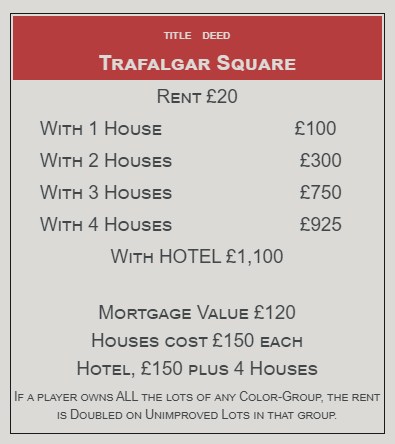 TITLE DEED
TRAFALGAR SQUARE
RENT £20
WITH 1 HOUSE £100
WITH 2 HOUSES £300
WITH 3 HOUSES £750
WITH 4 HOUSES £925
WITH HOTEL £1,100
MORTGAGE VALUE £120
HOUSES COST £150 EACH
HOTEL, £150 PLUS 4 HOUSES
IF A PLAYER OWNS ALL THE LOTS OF ANY COLOR-GROUP, THE RENT
IS DOUBLED ON UNIMPROVED LOTS IN THAT GROUP.